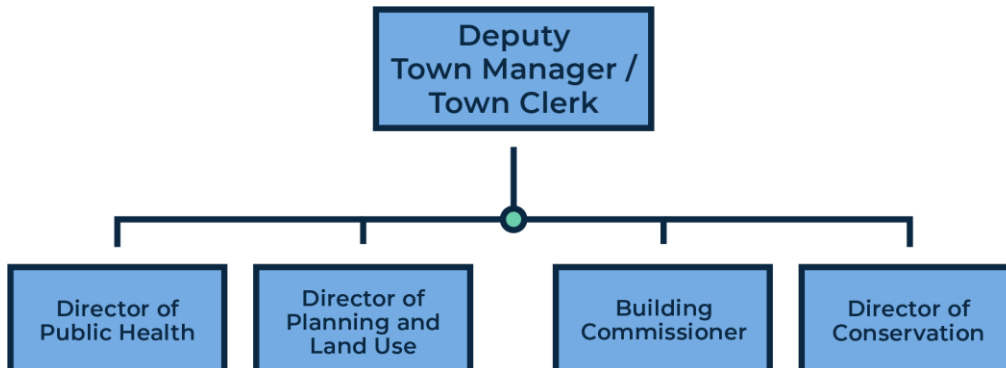 Deputy
Town Manager /
Town Clerk
Director of
Public Health
Director of
Planning and
Land Use
Building
Commissioner
Director of
Conservation